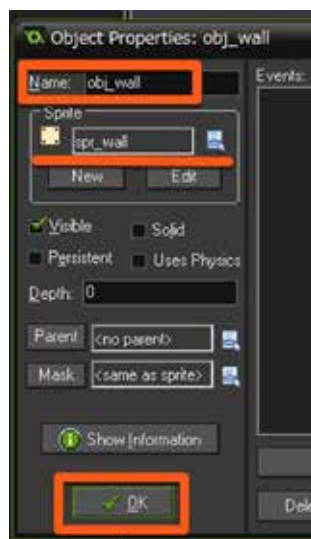 Object Properties: obj_wall
Name: obj_wall
Events:
Sprite
spr_wall
New Edit
Visible Solid
Persistent Uses Physics
Depth: 0
Parent <no parent>
Mask <same as sprite>
Show Information
OK
Del